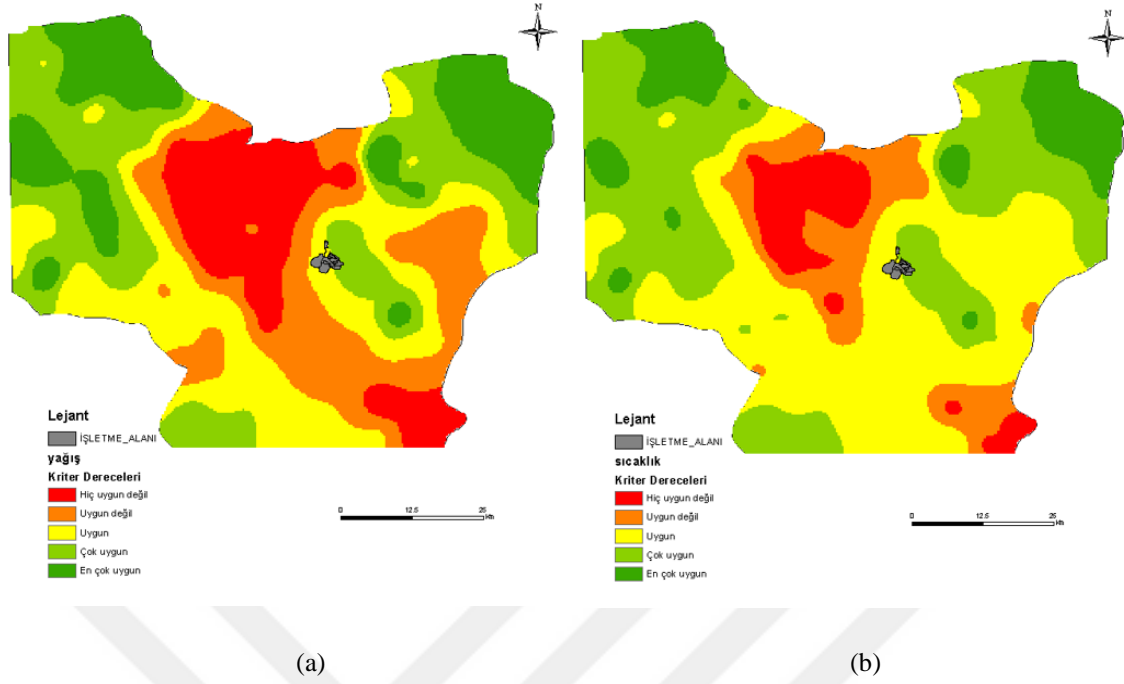 N
Lejant
İŞLETME_ALANI
yağış
Kriter Dereceleri
Hiç uygun değil
Uygun değil
Uygun
Çok uygun
En çok uygun
0 12.5 25
Km
N
Lejant
İŞLETME_ALANI
sıcaklık
Kriter Dereceleri
Hiç uygun değil
Uygun değil
Uygun
Çok uygun
En çok uygun
0 12.5 25
Km
(a) (b)